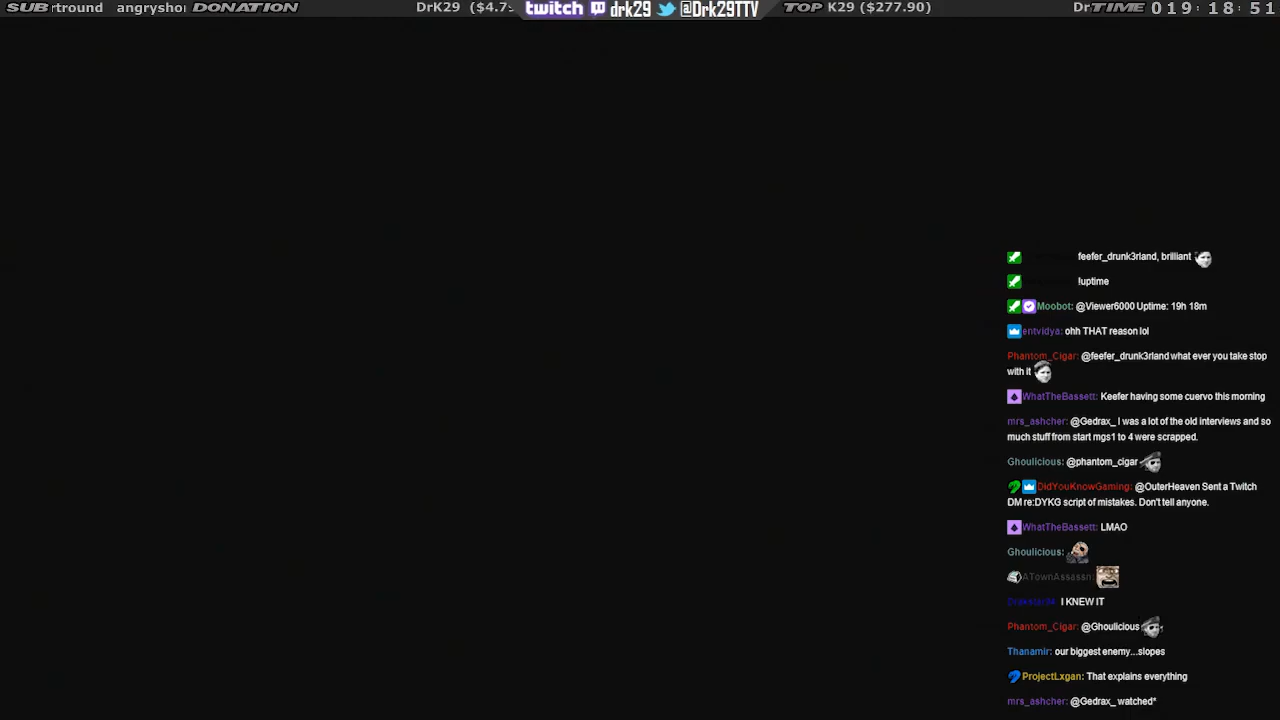 SUB rtround angrysho DONATION DrK29 ($4.7 twitch drk29 @Drk29TTV TOP K29 ($277.90) Dr TIME 019:18:51
feefer_drunk3rland, brilliant
!uptime
Moobot: @Viewer6000 Uptime: 19h 18m
entvidya: ohh THAT reason lol
Phantom_Cigar: @feefer_drunk3rland what ever you take stop
with it
WhatTheBassett: Keefer having some cuervo this morning
mrs_ashcher: @Gedrax_ I was a lot of the old interviews and so
much stuff from start mgs1 to 4 were scrapped.
Ghoulicious: @phantom_cigar
DidYouKnowGaming: @OuterHeaven Sent a Twitch
DM re:DYKG script of mistakes. Don't tell anyone.
WhatTheBassett: LMAO
Ghoulicious:
ATownAssassn:
I KNEW IT
Phantom_Cigar: @Ghoulicious
Thanamir: our biggest enemy...slopes
ProjectLxgan: That explains everything
mrs_ashcher: @Gedrax_ watched*